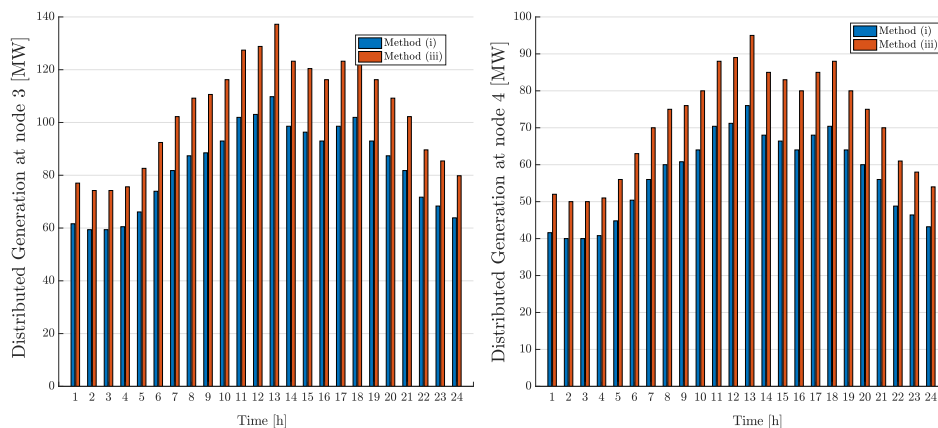 Distributed Generation at node 3 [MW]
140
120
100
80
60
40
20
0
Method (i)
Method (iii)
1 2 3 4 5 6 7 8 9 10 11 12 13 14 15 16 17 18 19 20 21 22 23 24
Time [h]
Distributed Generation at node 4 [MW]
100
90
80
70
60
50
40
30
20
10
0
Method (i)
Method (iii)
1 2 3 4 5 6 7 8 9 10 11 12 13 14 15 16 17 18 19 20 21 22 23 24
Time [h]